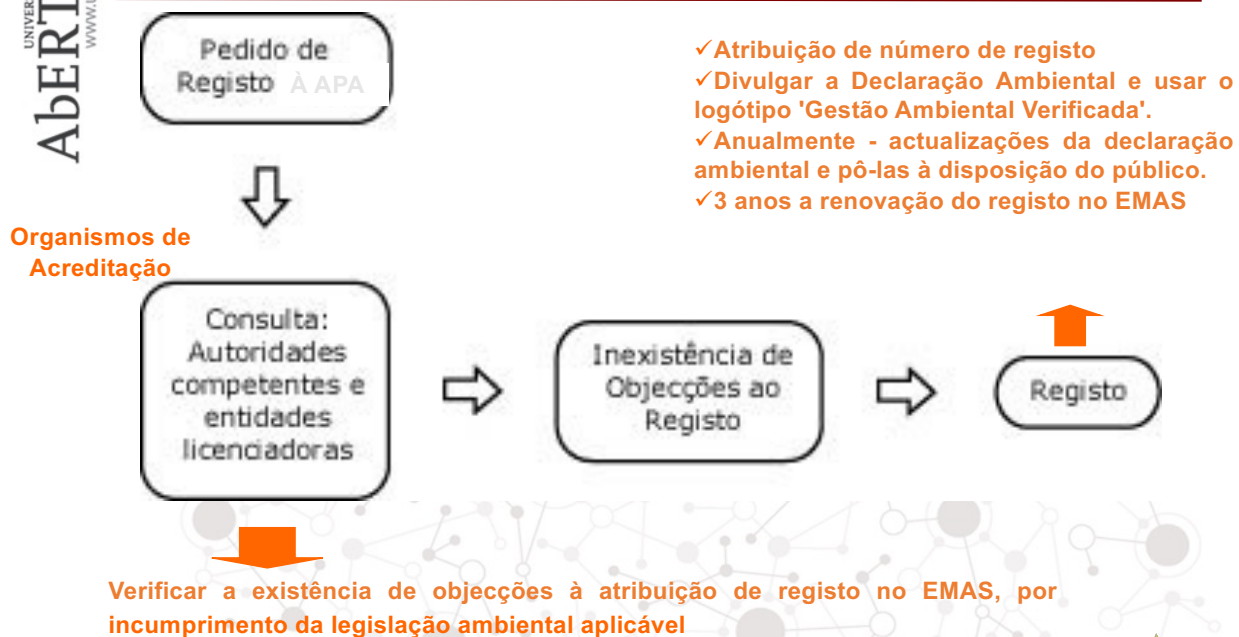 UNIVER
AbERT
www.u
Pedido de
Registo À APA
✓Atribuição de número de registo
✓Divulgar a Declaração Ambiental e usar o
logótipo 'Gestão Ambiental Verificada'.
✓Anualmente - actualizações da declaração
ambiental e pô-las à disposição do público.
✓3 anos a renovação do registo no EMAS
Organismos de
Acreditação
Consulta:
Autoridades
competentes e
entidades
licenciadoras
Inexistência de
Objecções ao
Registo
Registo
Verificar a existência de objecções à atribuição de registo no EMAS, por
incumprimento da legislação ambiental aplicável